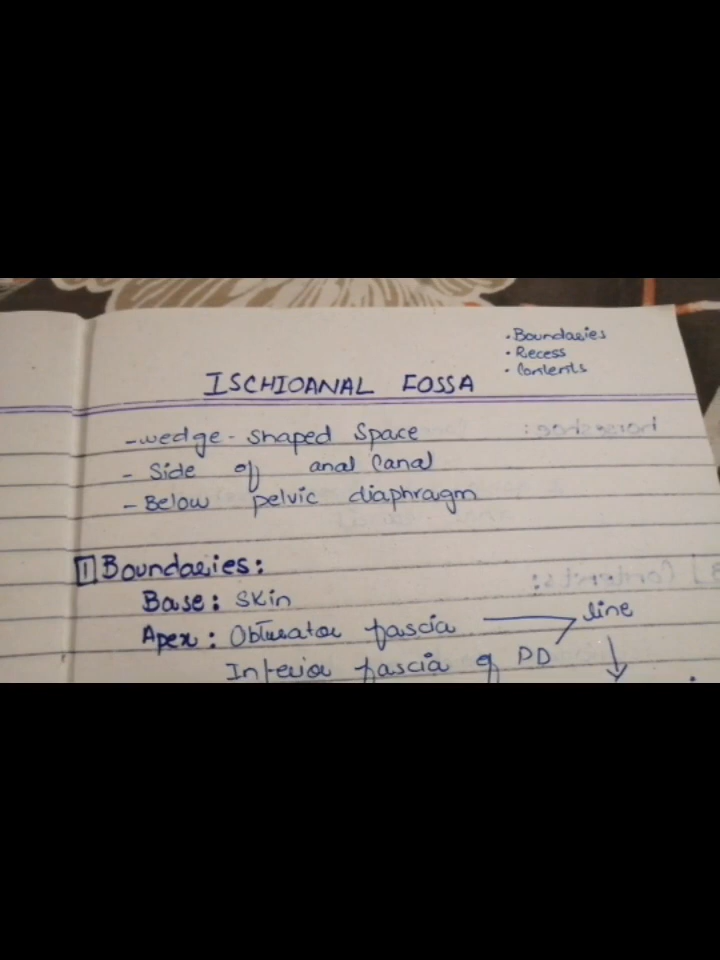 • Boundaries
• Recess
• Contents
ISCHIOANAL FOSSA
- wedge - shaped Space
- Side of anal Canal
- Below pelvic diaphragm
1 Boundaries:
Base: Skin
Apex: Obturator fascia line
Inferior fascia of PD